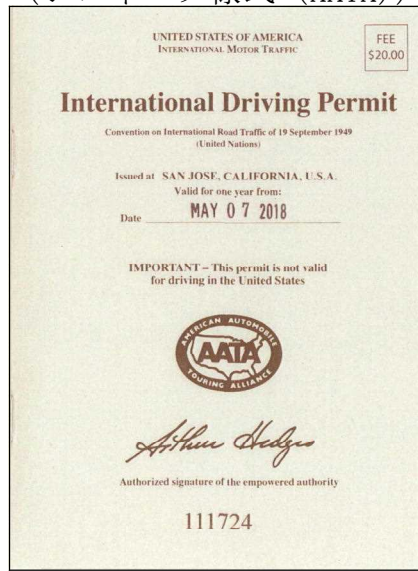 (AATA)
UNITED STATES OF AMERICA
INTERNATIONAL MOTOR TRAFFIC
FEE
$20.00
International Driving Permit
Convention on International Road Traffic of 19 September 1949
(United Nations)
Issued at SAN JOSE, CALIFORNIA, U.S.A.
Valid for one year from:
Date MAY 07 2018
IMPORTANT – This permit is not valid
for driving in the United States
AMERICAN AUTOMOBILE
AATA
TOURING ALLIANCE
Arthur Hedges
Authorized signature of the empowered authority
111724